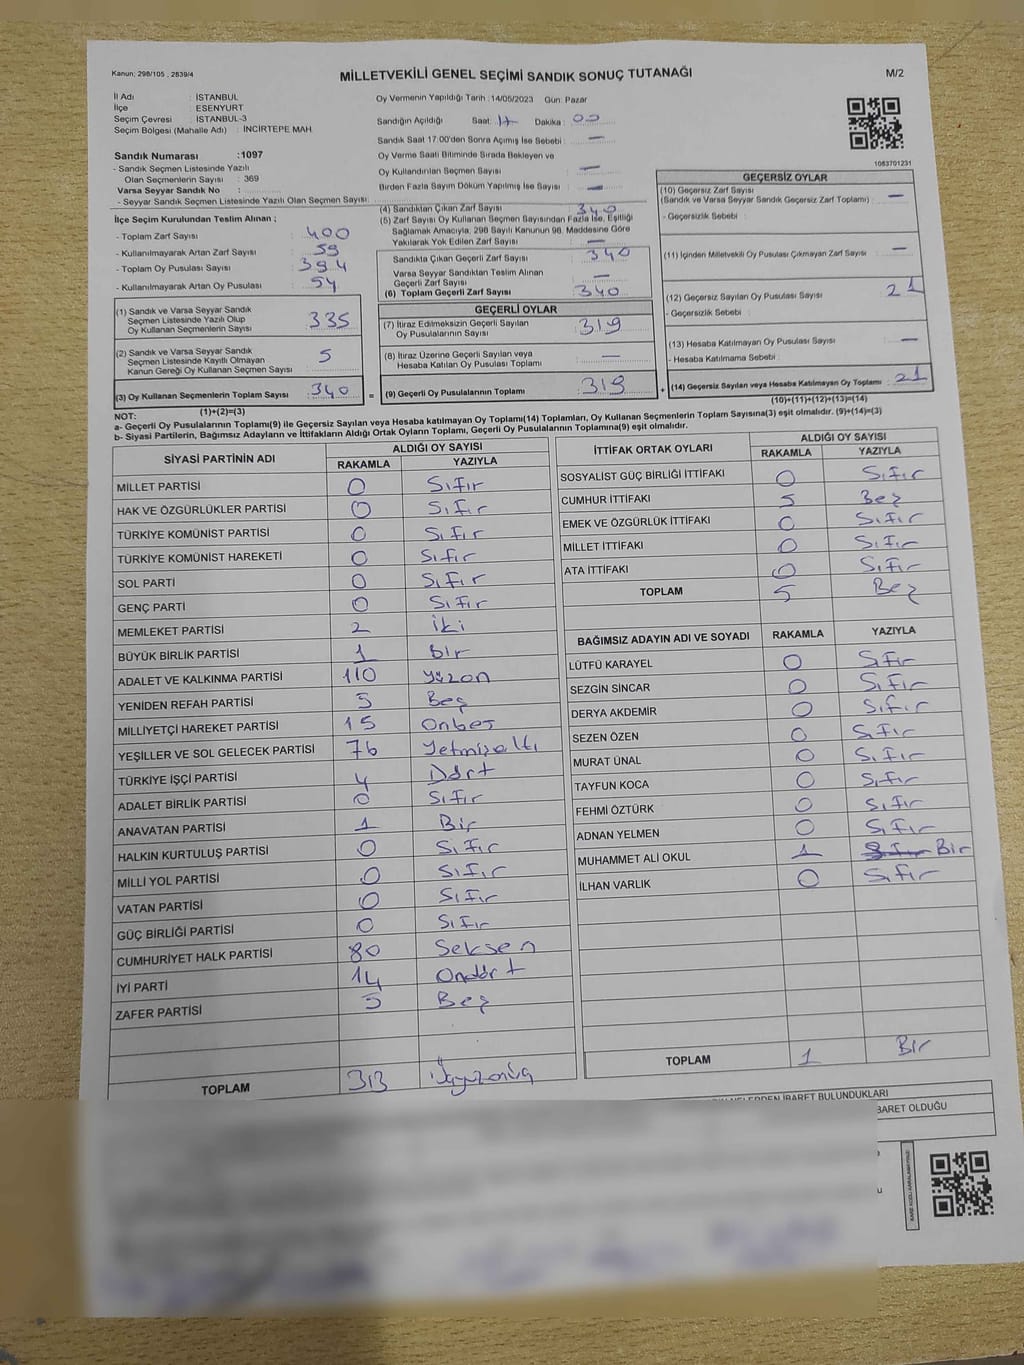 Kanun; 298/105 , 2839/4
MİLLETVEKİLİ GENEL SEÇİMİ SANDIK SONUÇ TUTANAĞI
M/2
İl Adı : İSTANBUL
İlçe : ESENYURT
Seçim Çevresi : İSTANBUL-3
Seçim Bölgesi (Mahalle Adı) : İNCİRTEPE MAH
Sandık Numarası :1097
- Sandık Seçmen Listesinde Yazılı
Olan Seçmenlerin Sayısı : 369
Varsa Seyyar Sandık No :
- Seyyar Sandık Seçmen Listesinde Yazılı Olan Seçmen Sayısı:
İlçe Seçim Kurulundan Teslim Alınan ;
- Toplam Zarf Sayısı : 400
- Kullanılmayarak Artan Zarf Sayısı : 59
- Toplam Oy Pusulası Sayısı : 394
- Kullanılmayarak Artan Oy Pusulası : 54
(1) Sandık ve Varsa Seyyar Sandık
Seçmen Listesinde Yazılı Olup
Oy Kullanan Seçmenlerin Sayısı : 335
(2) Sandık ve Varsa Seyyar Sandık
Seçmen Listesinde Kayıtlı Olmayan
Kanun Gereği Oy Kullanan Seçmen Sayısı : 5
(3) Oy Kullanan Seçmenlerin Toplam Sayısı : 340
(1)+(2)=(3)
Oy Vermenin Yapıldığı Tarih :14/05/2023 Gün: Pazar
Sandığın Açıldığı Saat: 17 Dakika : 00
Sandık Saat 17:00'den Sonra Açımış İse Sebebi : —
Oy Verme Saati Bitiminde Sırada Bekleyen ve
Oy Kullandırılan Seçmen Sayısı : —
Birden Fazla Sayım Döküm Yapılmış İse Sayısı : —
(4) Sandıktan Çıkan Zarf Sayısı : 340
(5) Zarf Sayısı Oy Kullanan Seçmen Sayısından Fazla İse, Eşitliği
Sağlamak Amacıyla, 298 Sayılı Kanunun 98. Maddesine Göre
Yakılarak Yok Edilen Zarf Sayısı : —
Sandıkta Çıkan Geçerli Zarf Sayısı : 340
Varsa Seyyar Sandıktan Teslim Alınan
Geçerli Zarf Sayısı : —
(6) Toplam Geçerli Zarf Sayısı : 340
GEÇERLİ OYLAR
(7) İtiraz Edilmeksizin Geçerli Sayılan
Oy Pusulalarının Sayısı : 319
(8) İtiraz Üzerine Geçerli Sayılan veya
Hesaba Katılan Oy Pusulası Toplamı : —
= (9) Geçerli Oy Pusulalarının Toplamı : 319
1083701231
GEÇERSİZ OYLAR
(10) Geçersiz Zarf Sayısı : —
(Sandık ve Varsa Seyyar Sandık Geçersiz Zarf Toplamı)
- Geçersizlik Sebebi :
(11) İçinden Milletvekili Oy Pusulası Çıkmayan Zarf Sayısı : —
(12) Geçersiz Sayılan Oy Pusulası Sayısı : 21
- Geçersizlik Sebebi :
(13) Hesaba Katılmayan Oy Pusulası Sayısı : —
- Hesaba Katılmama Sebebi :
+ (14) Geçersiz Sayılan veya Hesaba Katılmayan Oy Toplamı : 21
(10)+(11)+(12)+(13)=(14)
NOT:
a- Geçerli Oy Pusulalarının Toplamı(9) ile Geçersiz Sayılan veya Hesaba katılmayan Oy Toplamı(14) Toplamları, Oy Kullanan Seçmenlerin Toplam Sayısına(3) eşit olmalıdır. (9)+(14)=(3)
b- Siyasi Partilerin, Bağımsız Adayların ve İttifakların Aldığı Ortak Oyların Toplamı, Geçerli Oy Pusulalarının Toplamına(9) eşit olmalıdır.
SİYASİ PARTİNİN ADI ALDIĞI OY SAYISI
RAKAMLA YAZIYLA
MİLLET PARTİSİ 0 Sıfır
HAK VE ÖZGÜRLÜKLER PARTİSİ 0 Sıfır
TÜRKİYE KOMÜNİST PARTİSİ 0 Sıfır
TÜRKİYE KOMÜNİST HAREKETİ 0 Sıfır
SOL PARTİ 0 Sıfır
GENÇ PARTİ 0 Sıfır
MEMLEKET PARTİSİ 2 iki
BÜYÜK BİRLİK PARTİSİ 1 bir
ADALET VE KALKINMA PARTİSİ 110 yüzon
YENİDEN REFAH PARTİSİ 5 Beş
MİLLİYETÇİ HAREKET PARTİSİ 15 Onbeş
YEŞİLLER VE SOL GELECEK PARTİSİ 76 Yetmişaltı
TÜRKİYE İŞÇİ PARTİSİ 4 Dört
ADALET BİRLİK PARTİSİ 0 Sıfır
ANAVATAN PARTİSİ 1 Bir
HALKIN KURTULUŞ PARTİSİ 0 Sıfır
MİLLİ YOL PARTİSİ 0 Sıfır
VATAN PARTİSİ 0 Sıfır
GÜÇ BİRLİĞİ PARTİSİ 0 Sıfır
CUMHURİYET HALK PARTİSİ 80 Seksen
İYİ PARTİ 14 Ondört
ZAFER PARTİSİ 5 Beş
TOPLAM 313 Üçyüzonüç
İTTİFAK ORTAK OYLARI ALDIĞI OY SAYISI
RAKAMLA YAZIYLA
SOSYALİST GÜÇ BİRLİĞİ İTTİFAKI 0 Sıfır
CUMHUR İTTİFAKI 5 Beş
EMEK VE ÖZGÜRLÜK İTTİFAKI 0 Sıfır
MİLLET İTTİFAKI 0 Sıfır
ATA İTTİFAKI 0 Sıfır
TOPLAM 5 Beş
BAĞIMSIZ ADAYIN ADI VE SOYADI RAKAMLA YAZIYLA
LÜTFÜ KARAYEL 0 Sıfır
SEZGİN SİNCAR 0 Sıfır
DERYA AKDEMİR 0 Sıfır
SEZEN ÖZEN 0 Sıfır
MURAT ÜNAL 0 Sıfır
TAYFUN KOCA 0 Sıfır
FEHMİ ÖZTÜRK 0 Sıfır
ADNAN YELMEN 0 Sıfır
MUHAMMET ALİ OKUL 1 Bir
İLHAN VARLIK 0 Sıfır
TOPLAM 1 Bir
İBARET BULUNDUKLARI
BARET OLDUĞU